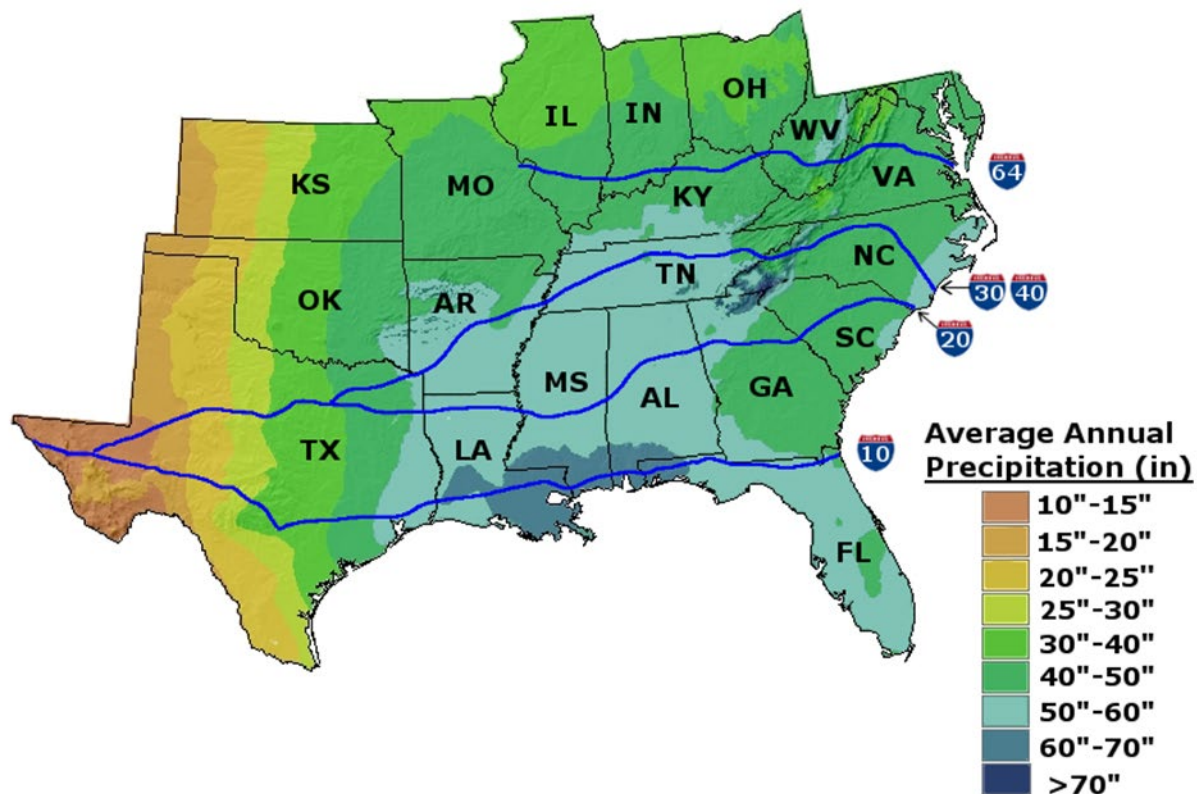 IL
IN
OH
WV
KS
MO
KY
VA
64
OK
AR
TN
NC
30 40
20
SC
MS
AL
GA
TX
LA
10
FL
Average Annual
Precipitation (in)
10"-15"
15"-20"
20"-25"
25"-30"
30"-40"
40"-50"
50"-60"
60"-70"
>70"